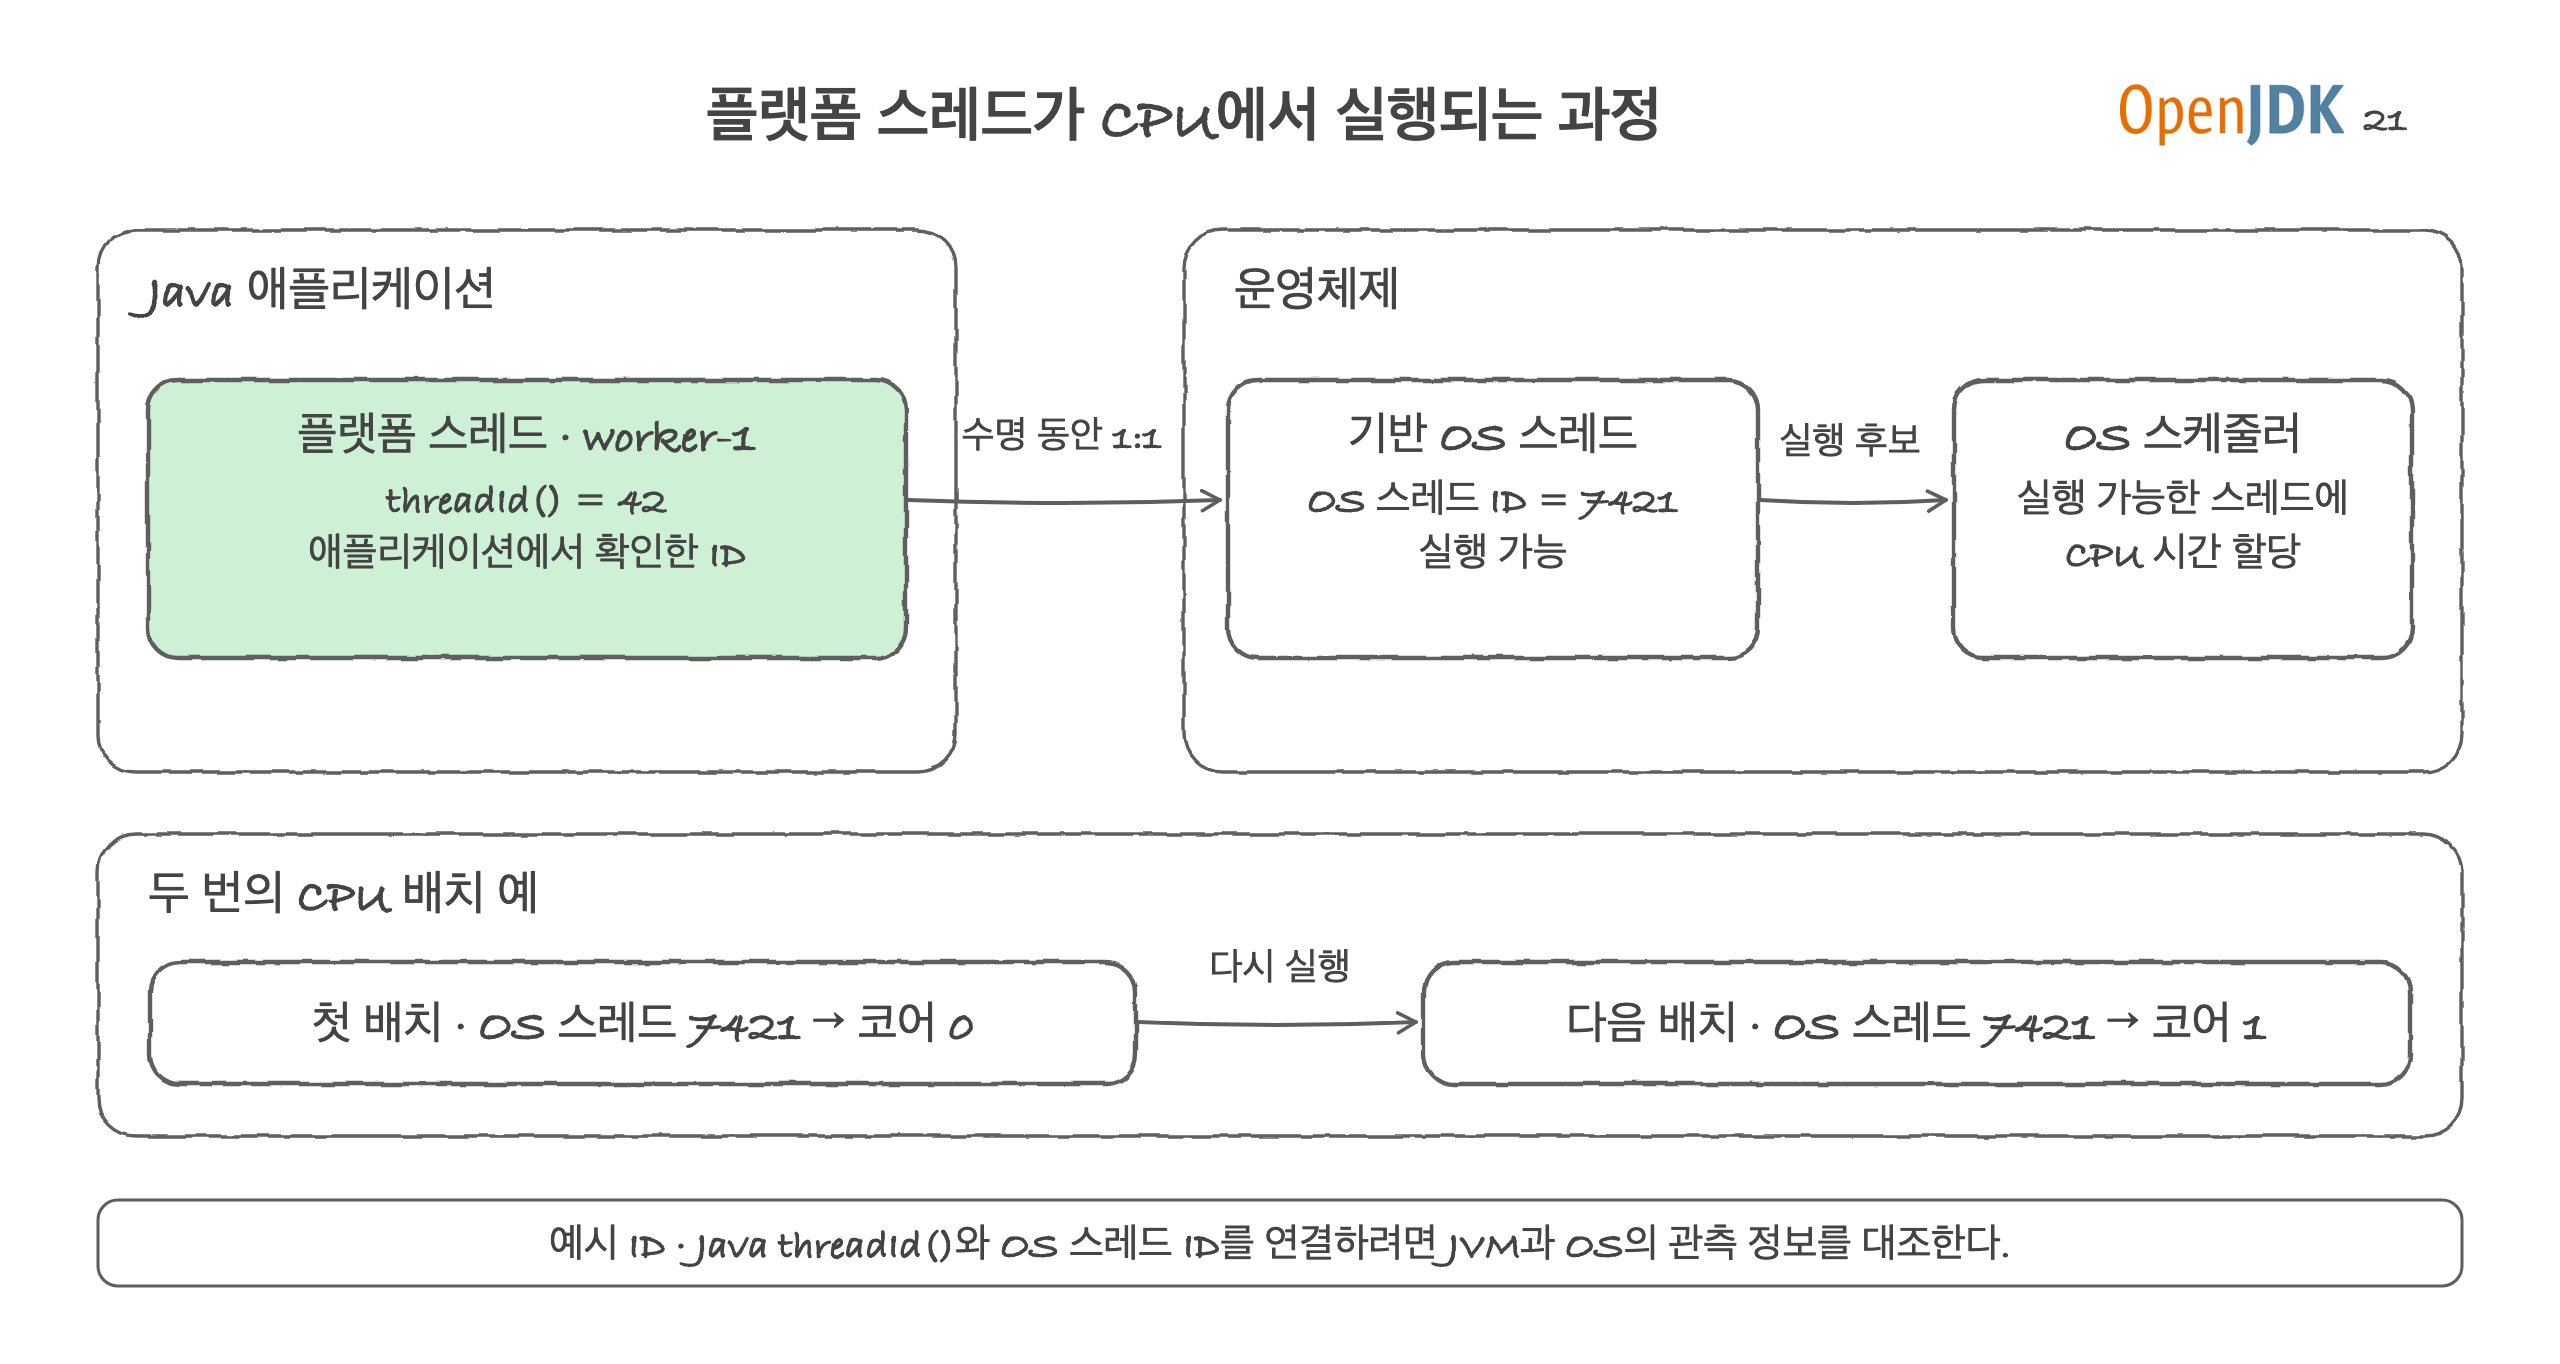 플랫폼 스레드가 CPU에서 실행되는 과정
OpenJDK 21
Java 애플리케이션
플랫폼 스레드 · worker-1
threadId() = 42
애플리케이션에서 확인한 ID
수명 동안 1:1
운영체제
기반 OS 스레드
OS 스레드 ID = 7421
실행 가능
실행 후보
OS 스케줄러
실행 가능한 스레드에
CPU 시간 할당
두 번의 CPU 배치 예
첫 배치 · OS 스레드 7421 → 코어 0
다시 실행
다음 배치 · OS 스레드 7421 → 코어 1
예시 ID · Java threadId()와 OS 스레드 ID를 연결하려면 JVM과 OS의 관측 정보를 대조한다.